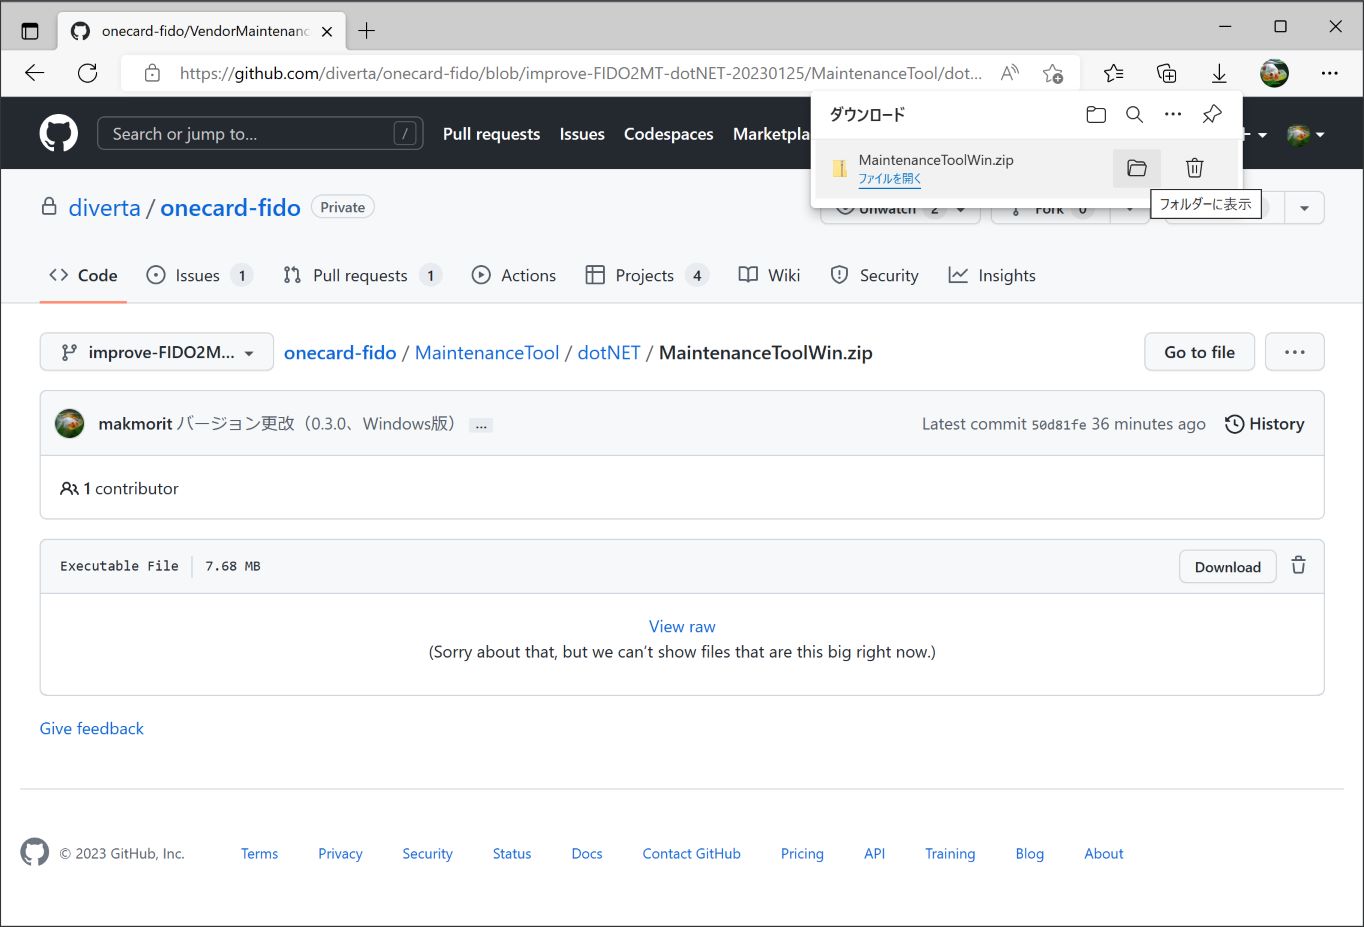 onecard-fido/VendorMaintenanc
https://github.com/diverta/onecard-fido/blob/improve-FIDO2MT-dotNET-20230125/MaintenanceTool/dot...
ダウンロード
Search or jump to...
/
Pull requests
Issues
Codespaces
Marketpla
MaintenanceToolWin.zip
ファイルを開く
フォルダーに表示
diverta / onecard-fido
Private
Unwatch 2
Fork 0
Code
Issues 1
Pull requests 1
Actions
Projects 4
Wiki
Security
Insights
improve-FIDO2M...
onecard-fido / MaintenanceTool / dotNET / MaintenanceToolWin.zip
Go to file
...
makmorit バージョン更改（0.3.0、Windows版） ...
Latest commit 50d81fe 36 minutes ago
History
1 contributor
Executable File
7.68 MB
Download
View raw
(Sorry about that, but we can't show files that are this big right now.)
Give feedback
© 2023 GitHub, Inc.
Terms
Privacy
Security
Status
Docs
Contact GitHub
Pricing
API
Training
Blog
About